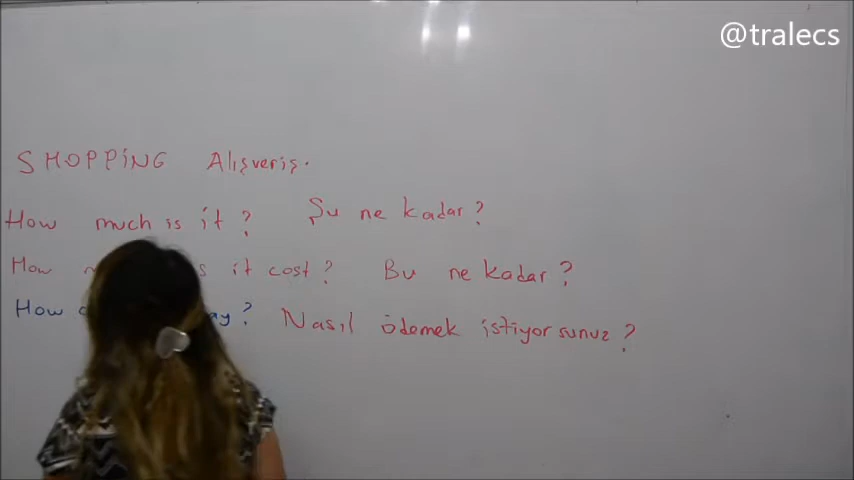 @tralecs
SHOPPING Alışveriş.
How much is it? Şu ne kadar?
How it cost? Bu ne kadar?
How ? Nasıl ödemek istiyorsunuz?